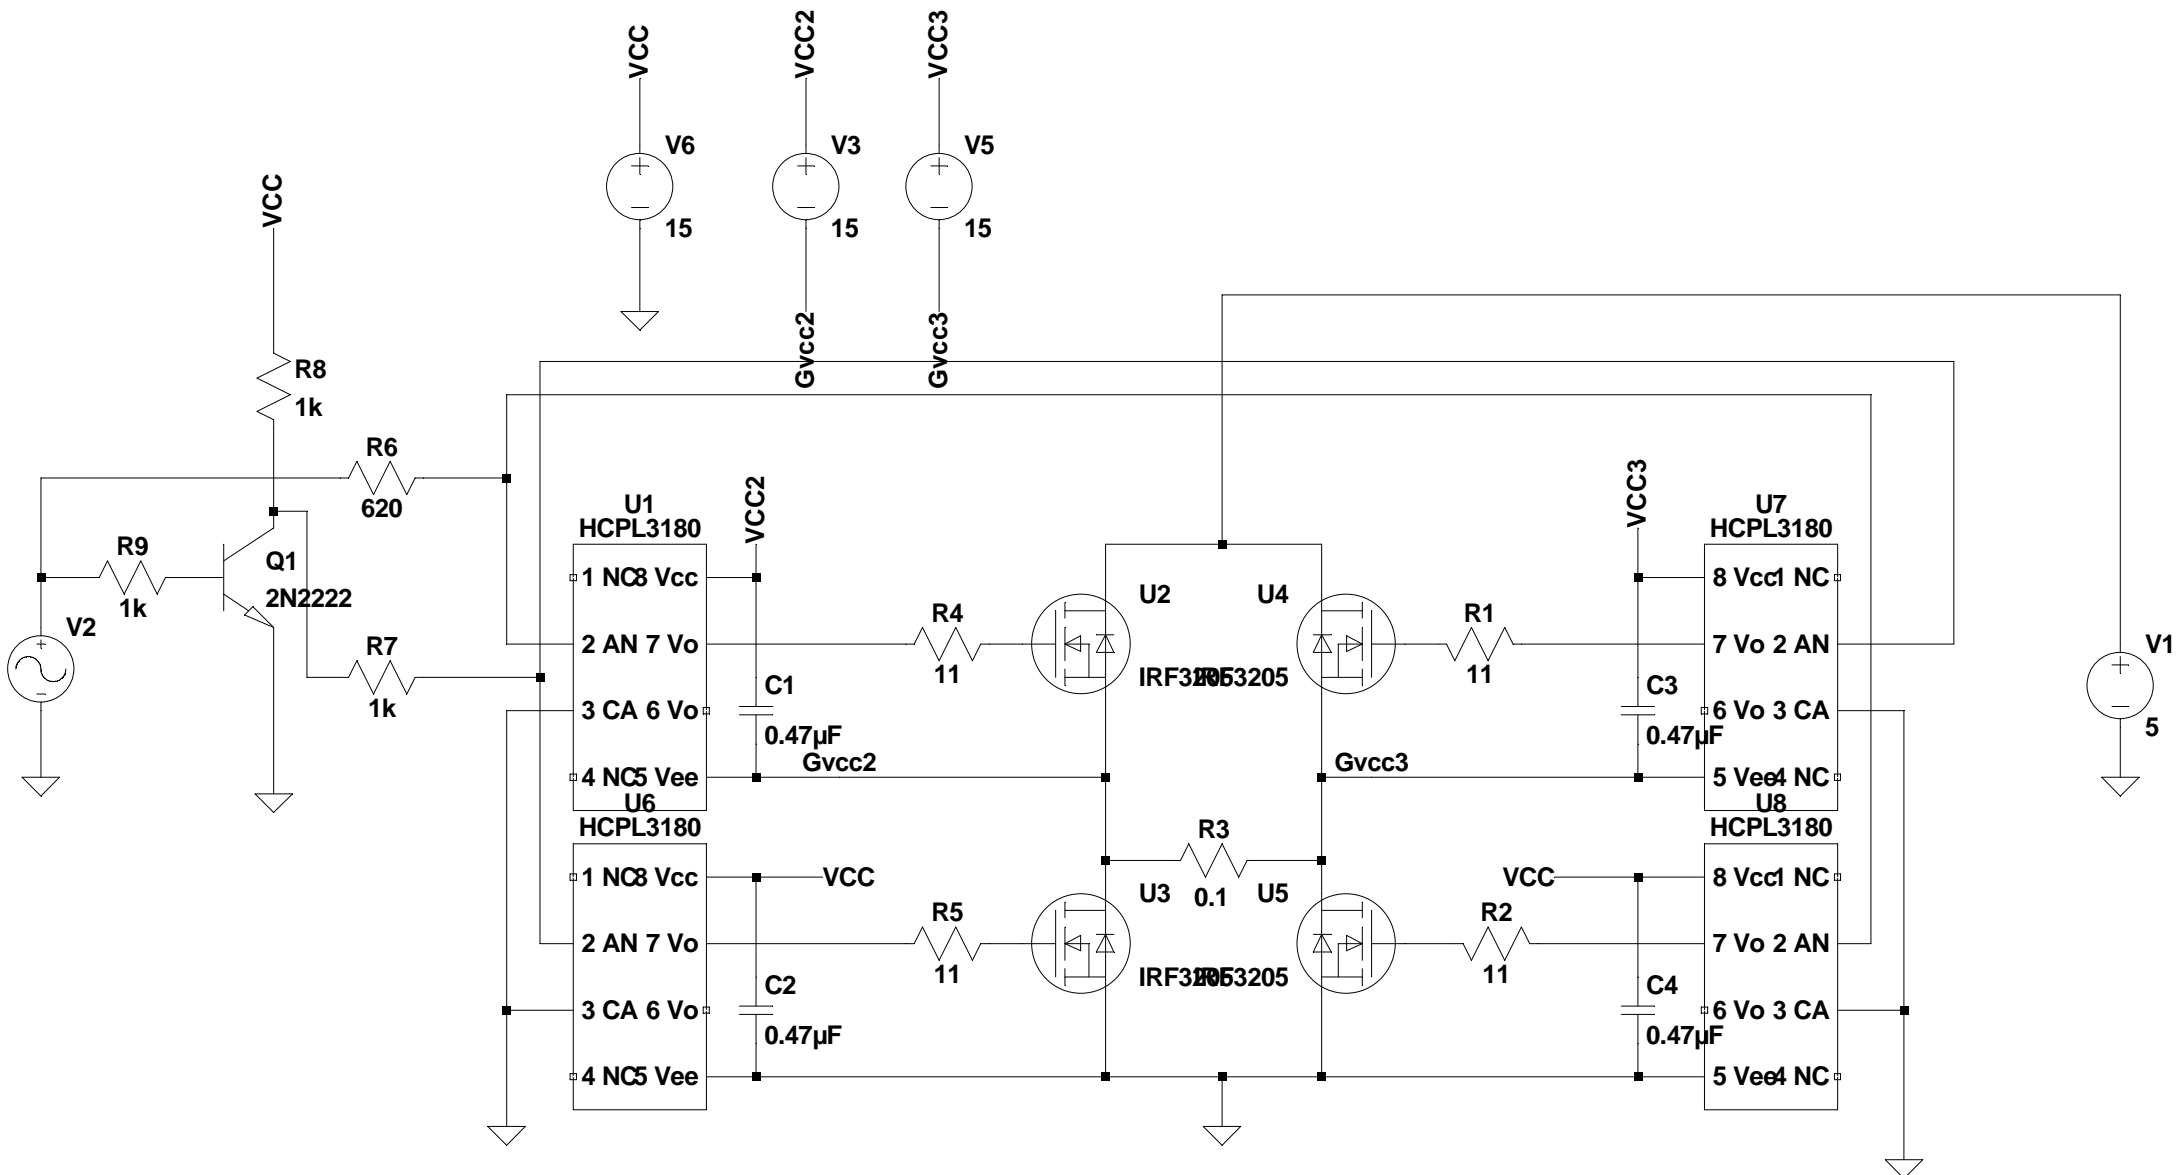 VCC
VCC2
VCC3
V6
15
V3
15
V5
15
Gvcc2
Gvcc3
VCC
R8
1k
R6
620
R9
1k
Q1
2N2222
V2
R7
1k
U1
HCPL3180
1 NC 8 Vcc
2 AN 7 Vo
3 CA 6 Vo
4 NC 5 Vee
VCC2
C1
0.47µF
Gvcc2
R4
11
U2
IRF3205
U4
IRF3205
R1
11
VCC3
C3
0.47µF
Gvcc3
U7
HCPL3180
8 Vcc 1 NC
7 Vo 2 AN
6 Vo 3 CA
5 Vee 4 NC
V1
5
U6
HCPL3180
1 NC 8 Vcc
2 AN 7 Vo
3 CA 6 Vo
4 NC 5 Vee
VCC
C2
0.47µF
R5
11
U3
IRF3205
R3
0.1
U5
IRF3205
R2
11
VCC
C4
0.47µF
U8
HCPL3180
8 Vcc 1 NC
7 Vo 2 AN
6 Vo 3 CA
5 Vee 4 NC